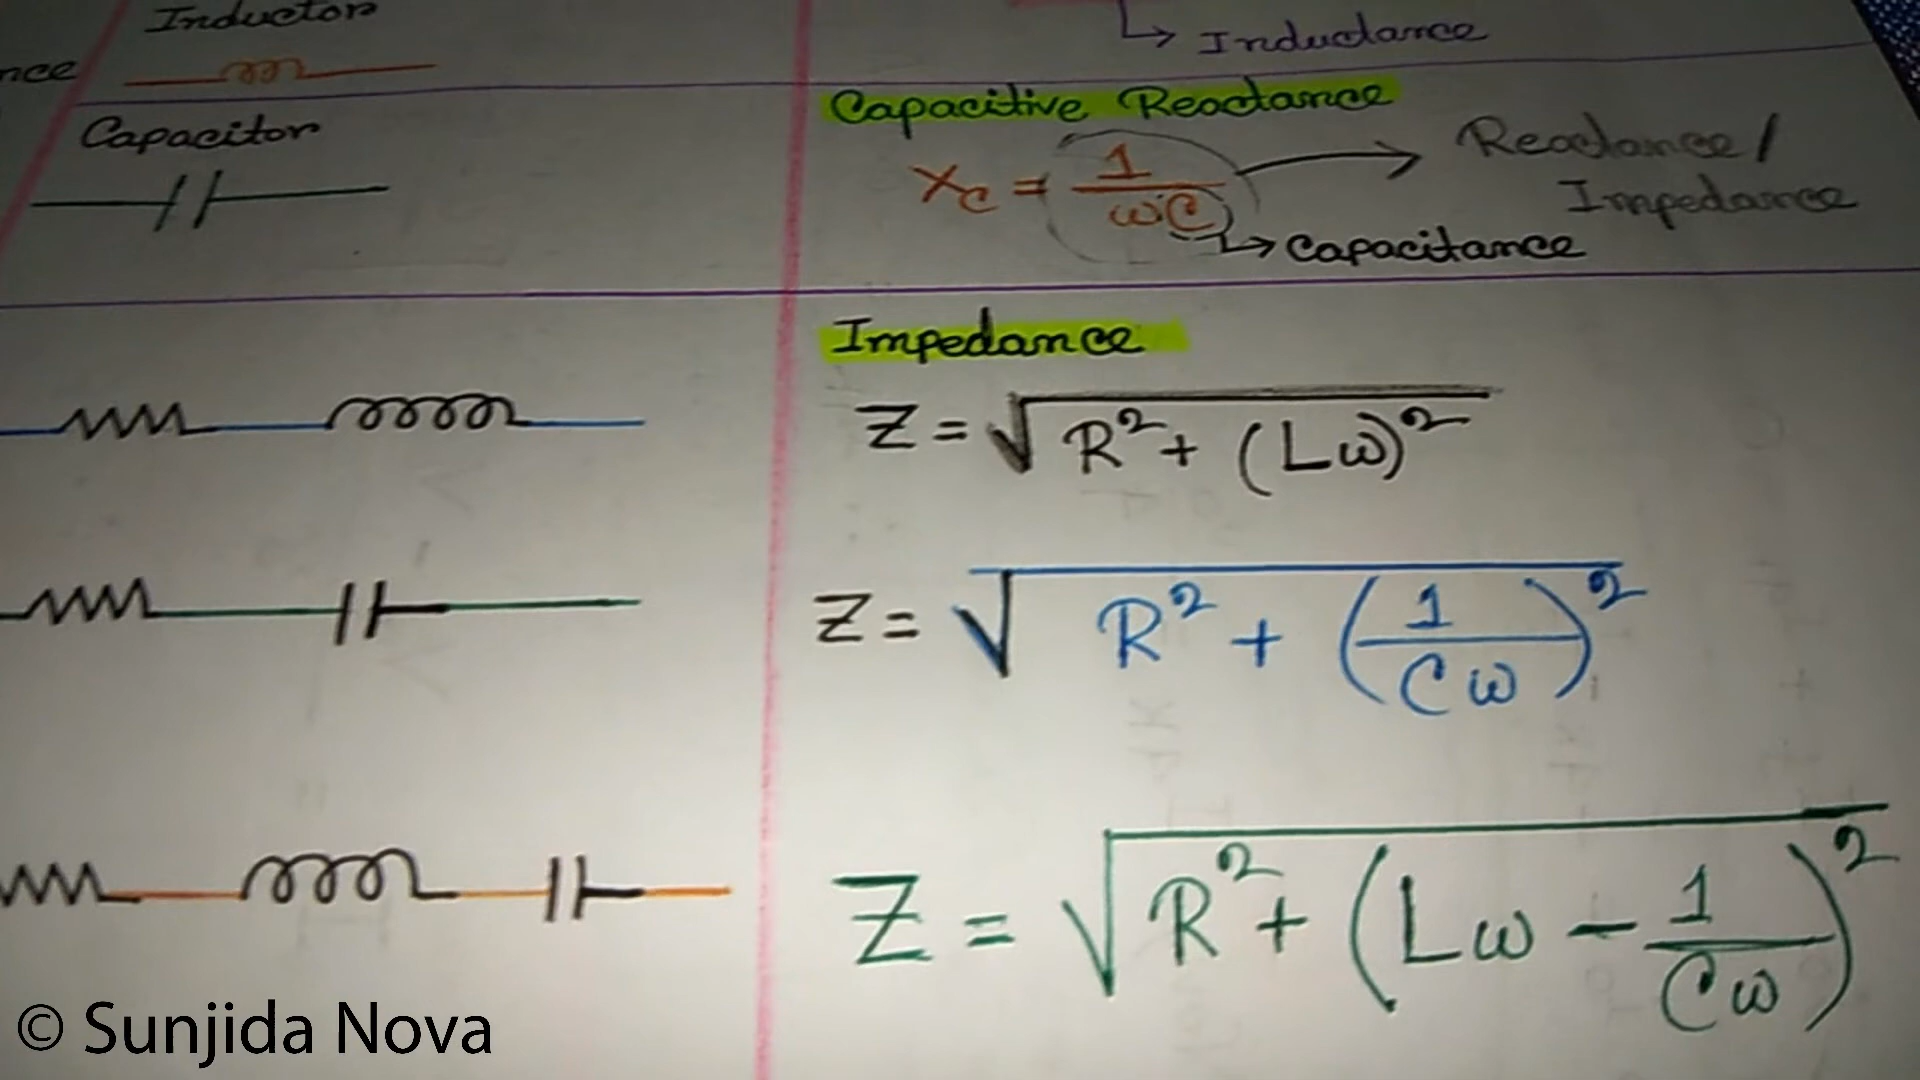 Inductor
nce
↳ Inductance
Capacitor
Capacitive Reactance
X_C = 1/ωC → Reactance/
Impedance
↳ Capacitance
Impedance
Z = √(R² + (Lω)²)
Z = √(R² + (1/Cω)²)
Z = √(R² + (Lω − 1/Cω)²)
© Sunjida Nova